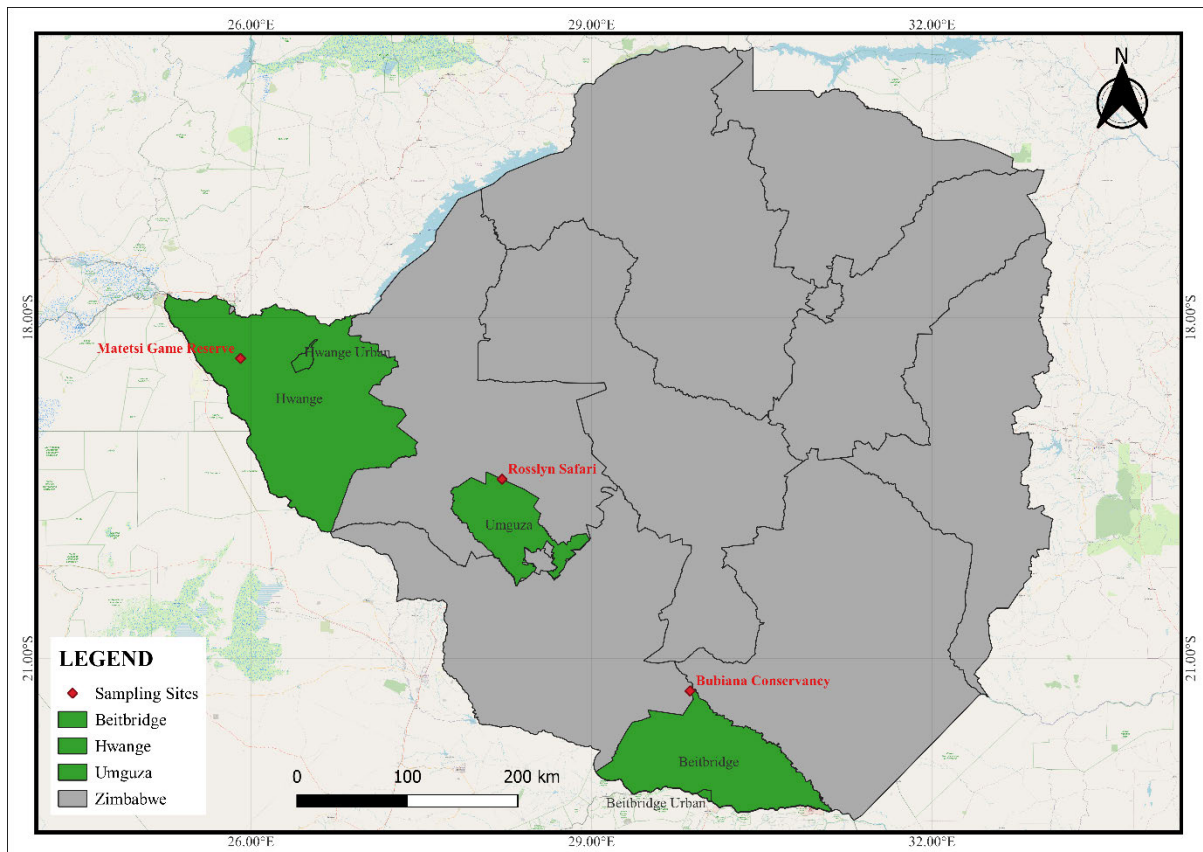 26.00°E 29.00°E 32.00°E
N
18.00°S 18.00°S
Matetsi Game Reserve
Hwange Urban
Hwange
Rosslyn Safari
Umguza
21.00°S 21.00°S
Bubiana Conservancy
Beitbridge
Beitbridge Urban
LEGEND
Sampling Sites
Beitbridge
Hwange
Umguza
Zimbabwe
0 100 200 km
26.00°E 29.00°E 32.00°E